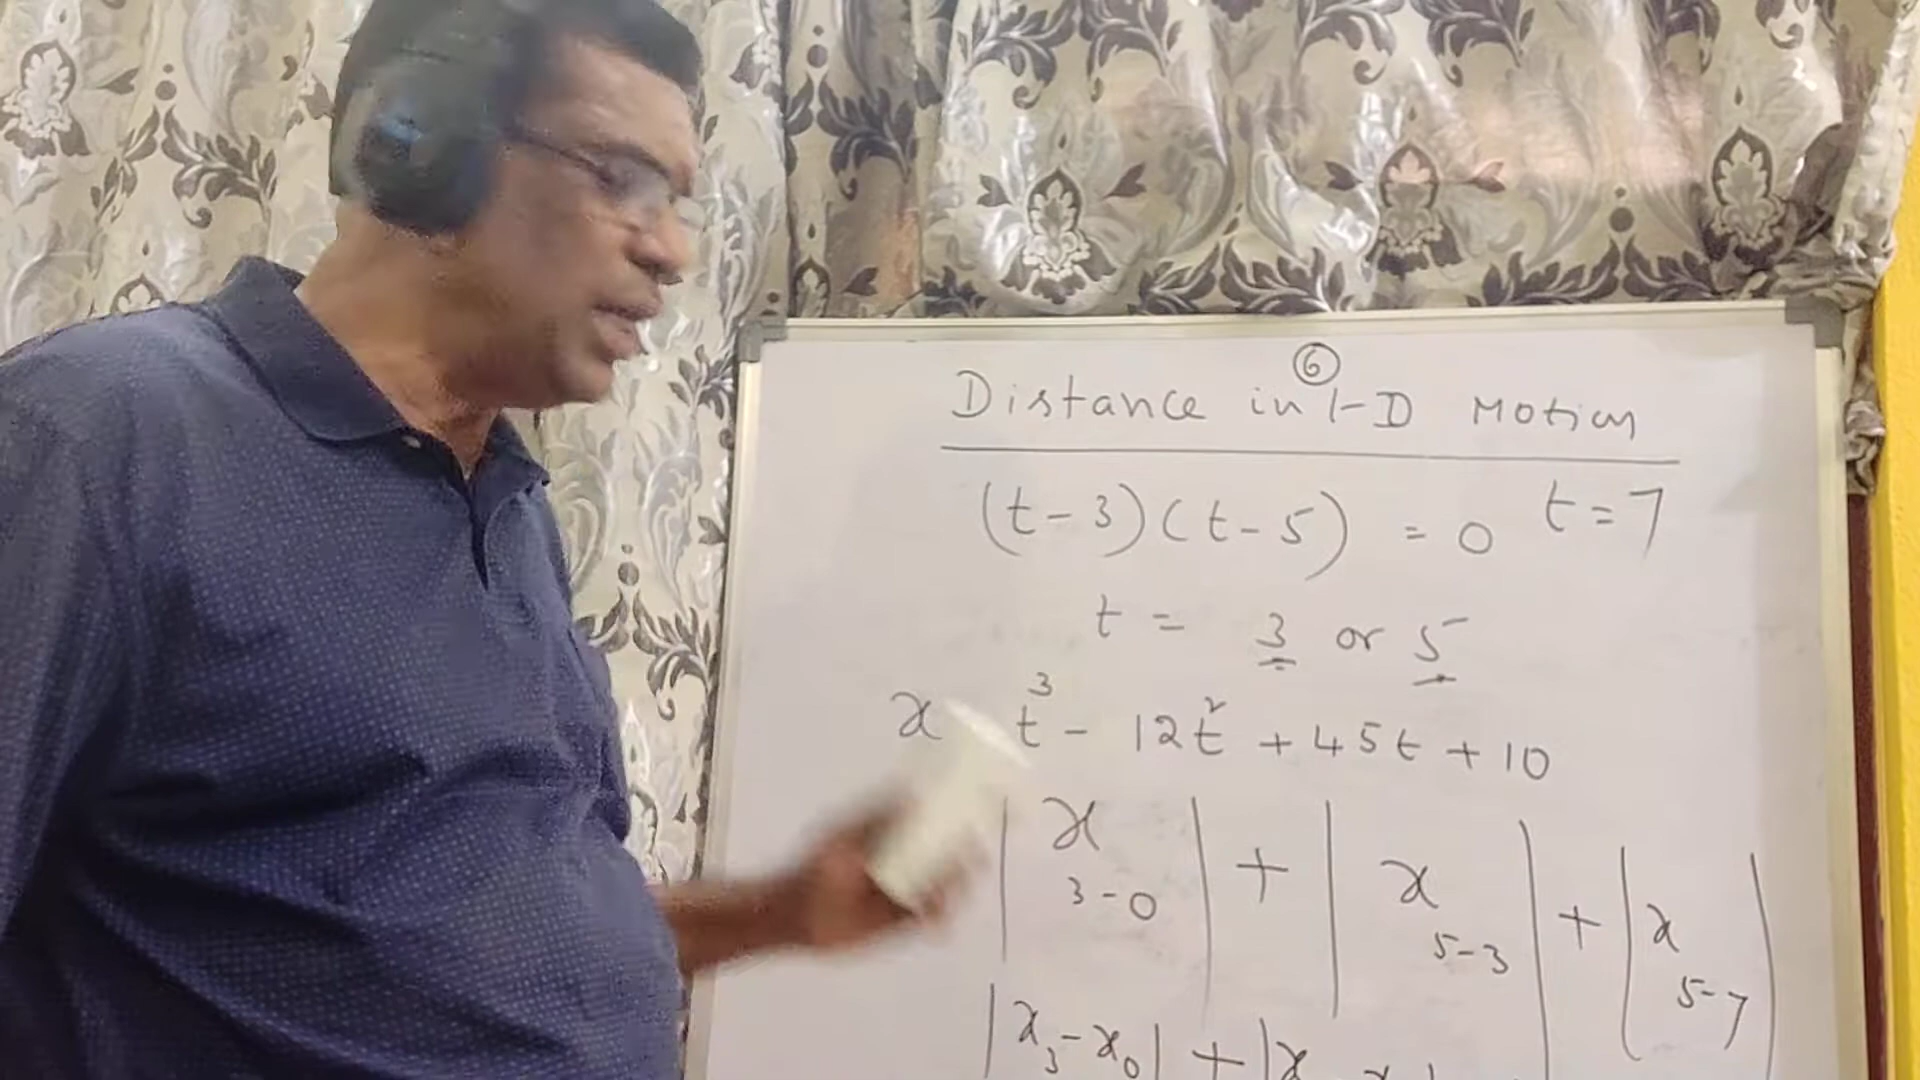 6
Distance in 1-D Motion
(t-3)(t-5) = 0 t=7
t = 3 or 5
x t³ - 12t² + 45t + 10
|x 3-0| + |x 5-3| + |x 5-7|
|x₃-x₀| + |x